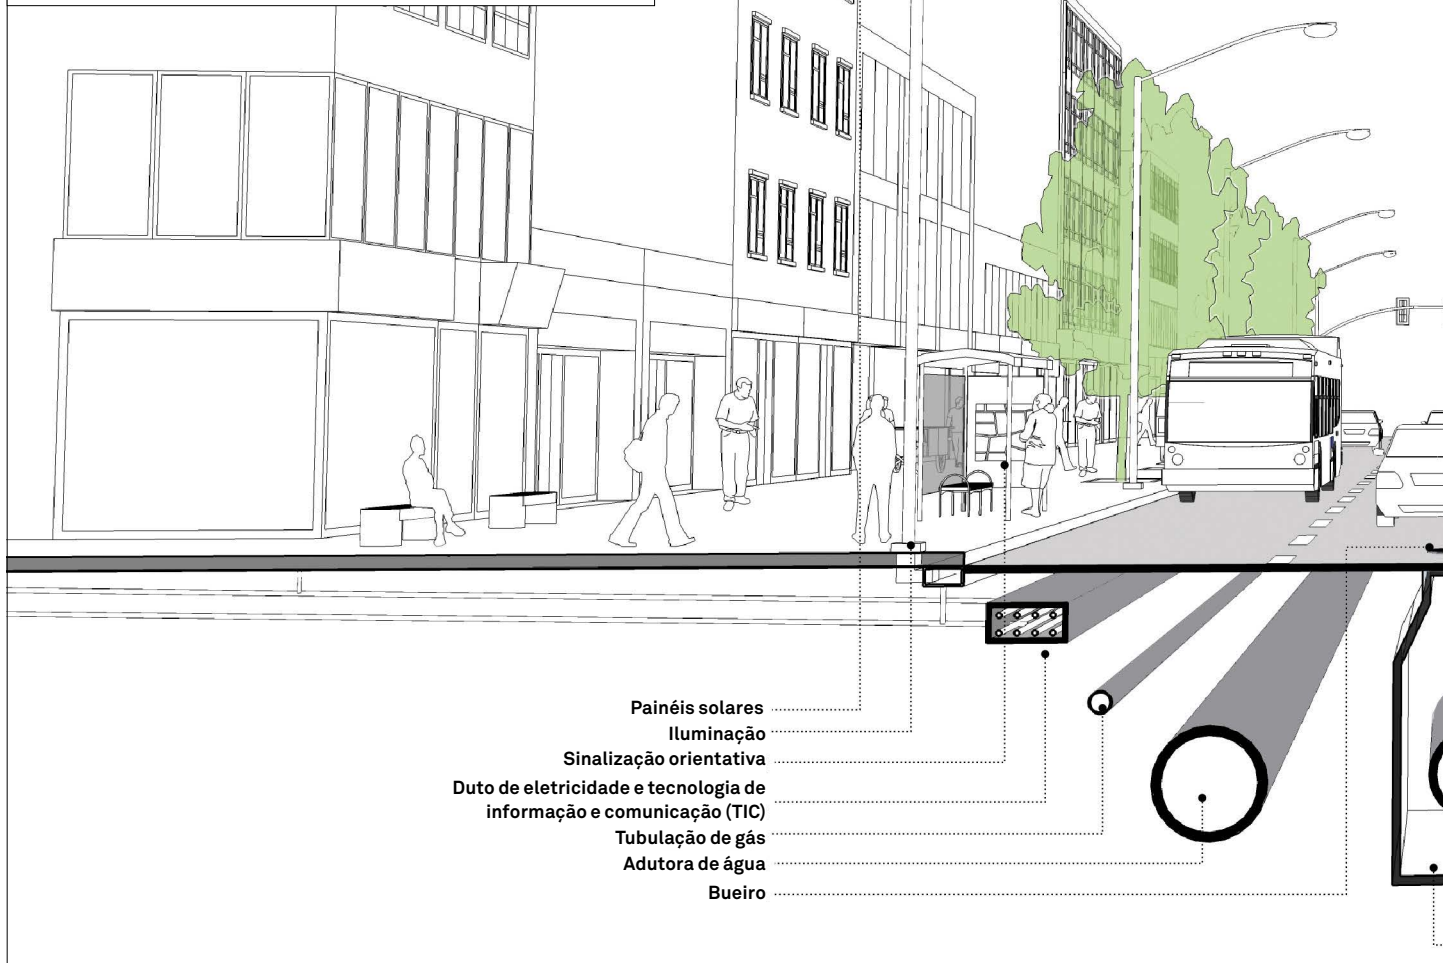 Painéis solares
Iluminação
Sinalização orientativa
Duto de eletricidade e tecnologia de
informação e comunicação (TIC)
Tubulação de gás
Adutora de água
Bueiro